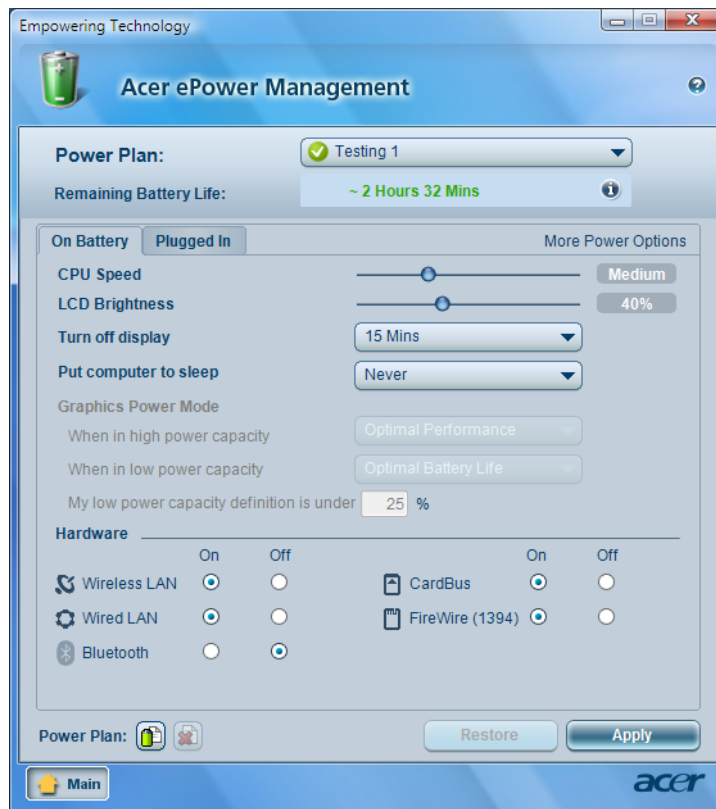 Empowering Technology
Acer ePower Management
Power Plan: Testing 1
Remaining Battery Life: ~ 2 Hours 32 Mins
On Battery Plugged In More Power Options
CPU Speed Medium
LCD Brightness 40%
Turn off display 15 Mins
Put computer to sleep Never
Graphics Power Mode
When in high power capacity Optimal Performance
When in low power capacity Optimal Battery Life
My low power capacity definition is under 25 %
Hardware
On Off On Off
Wireless LAN CardBus
Wired LAN FireWire (1394)
Bluetooth
Power Plan: Restore Apply
Main acer